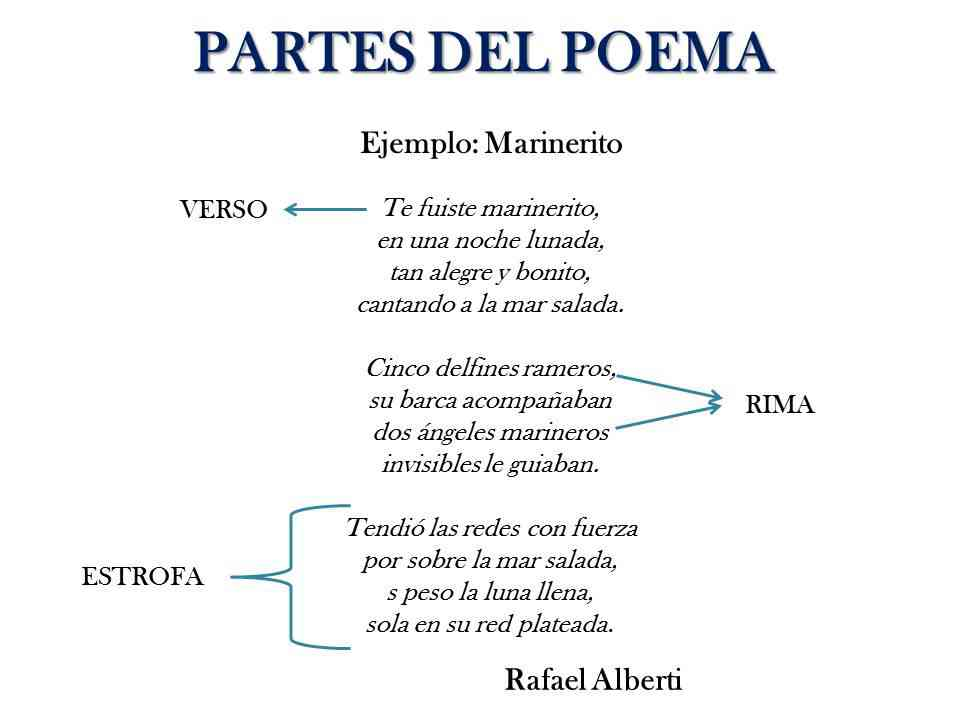 PARTES DEL POEMA
Ejemplo: Marinerito
VERSO
Te fuiste marinerito,
en una noche lunada,
tan alegre y bonito,
cantando a la mar salada.
Cinco delfines rameros,
su barca acompañaban
dos ángeles marineros
invisibles le guiaban.
RIMA
Tendió las redes con fuerza
por sobre la mar salada,
s peso la luna llena,
sola en su red plateada.
ESTROFA
Rafael Alberti